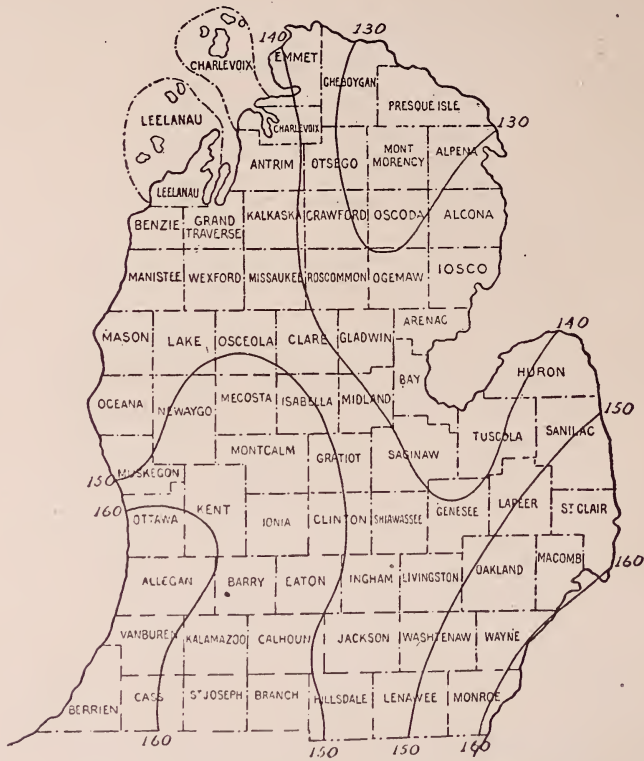 140
130
EMMET
CHEBOYGAN
CHARLEVOIX
PRESQUE ISLE
LEELANAU
CHARLEVOIX
130
ANTRIM
OTSEGO
MONT
MORENCY
ALPENA
LEELANAU
BENZIE
GRAND
TRAVERSE
KALKASKA
CRAWFORD
OSCODA
ALCONA
MANISTEE
WEXFORD
MISSAUKEE
ROSCOMMON
OGEMAW
IOSCO
ARENAC
MASON
LAKE
OSCEOLA
CLARE
GLADWIN
140
HURON
BAY
OCEANA
NEWAYGO
MECOSTA
ISABELLA
MIDLAND
150
TUSCOLA
SANILAC
MONTCALM
GRATIOT
SAGINAW
MUSKEGON
150
160
OTTAWA
KENT
IONIA
CLINTON
SHIAWASSEE
GENESEE
LAPEER
ST CLAIR
ALLEGAN
BARRY
EATON
INGHAM
LIVINGSTON
OAKLAND
MACOMB
160
VANBUREN
KALAMAZOO
CALHOUN
JACKSON
WASHTENAW
WAYNE
BERRIEN
CASS
ST JOSEPH
BRANCH
HILLSDALE
LENAWEE
MONROE
160
150
150
160